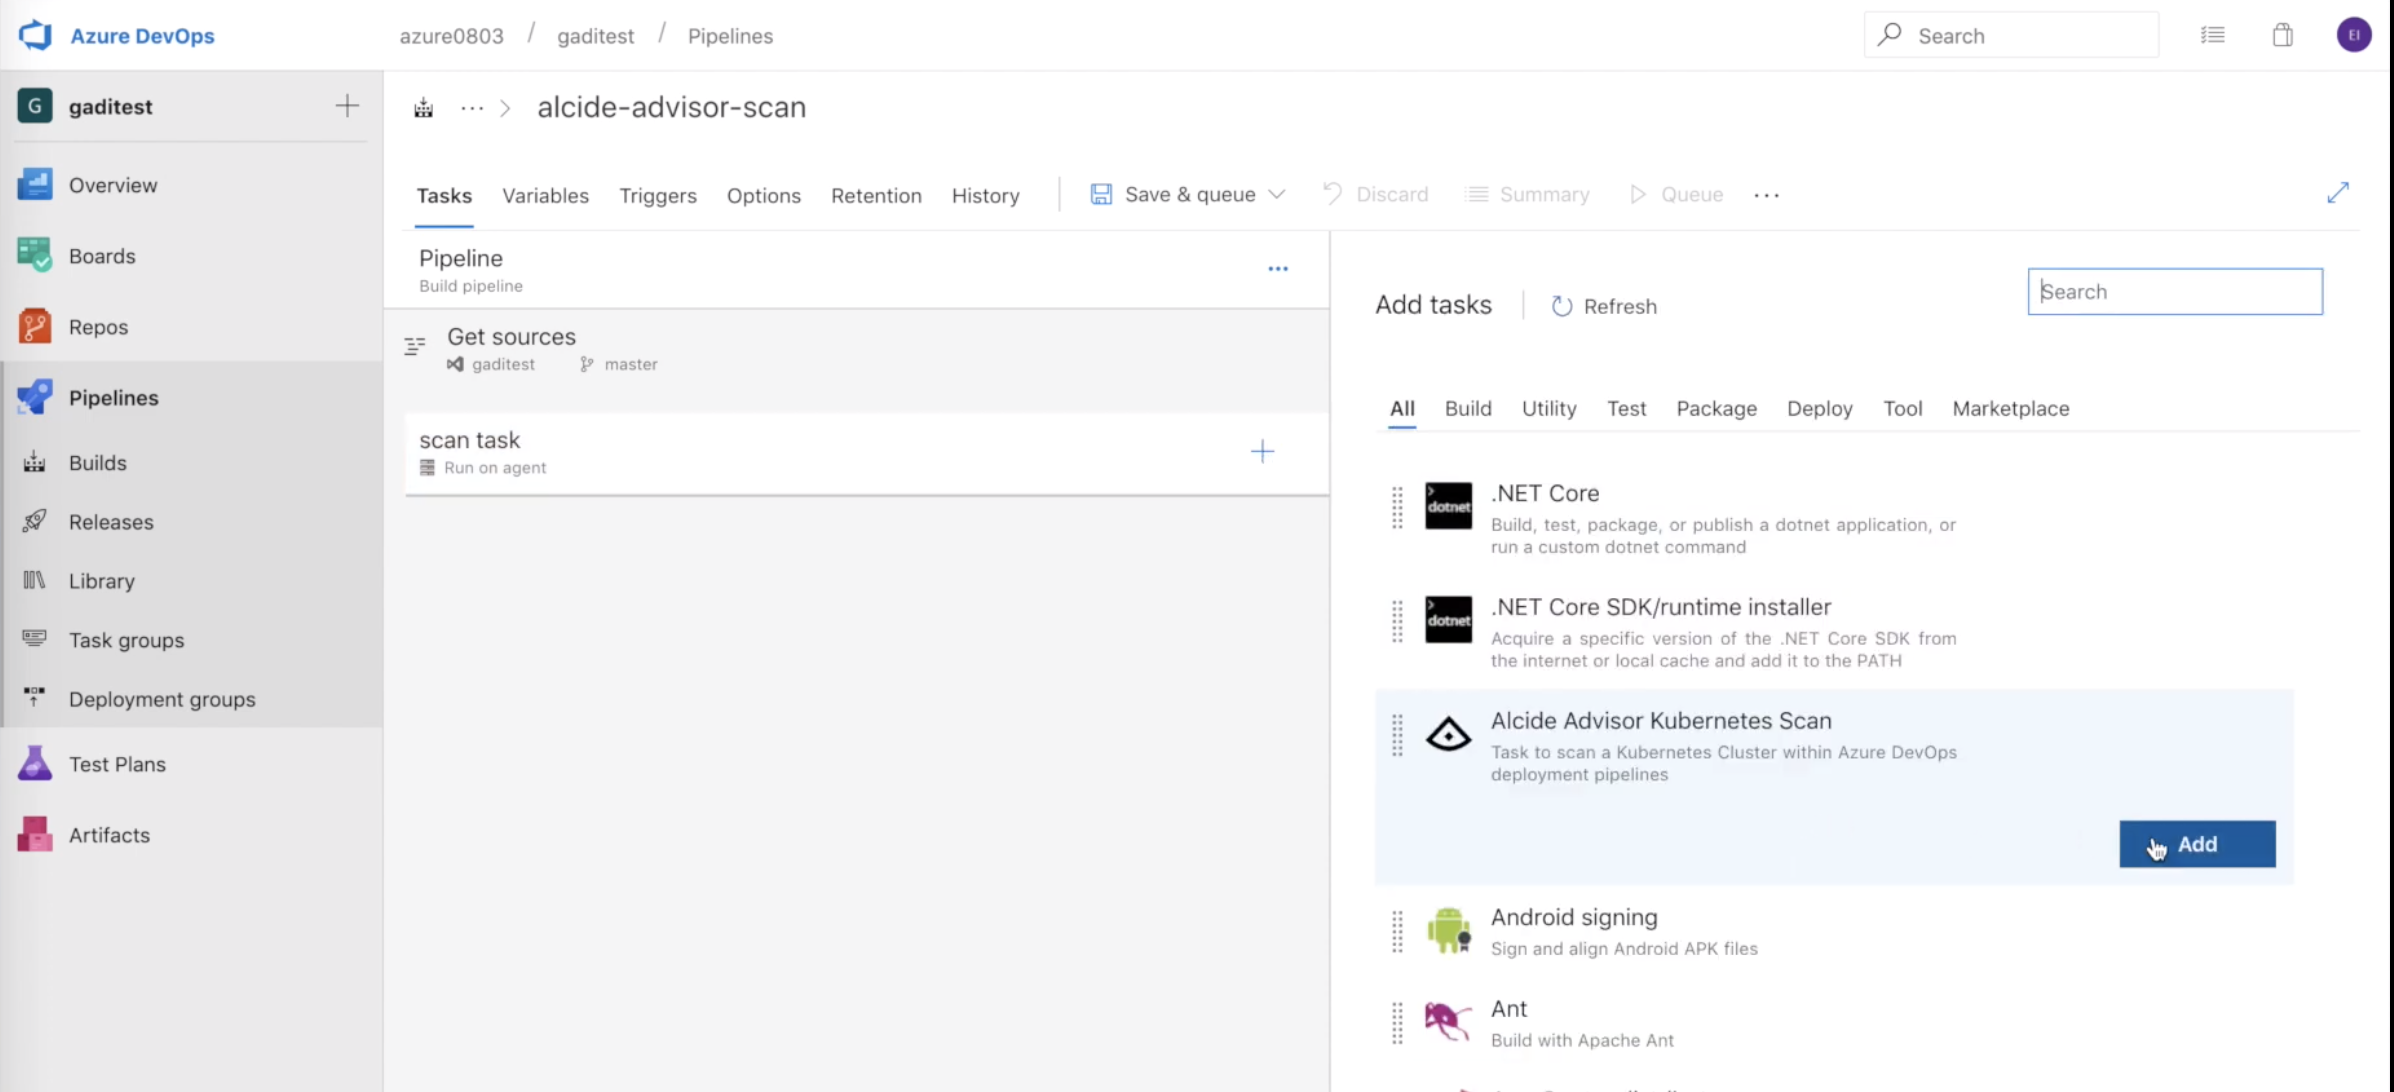 Azure DevOps
azure0803 / gaditest / Pipelines
Search
EI
G gaditest
Overview
Boards
Repos
Pipelines
Builds
Releases
Library
Task groups
Deployment groups
Test Plans
Artifacts
... > alcide-advisor-scan
Tasks Variables Triggers Options Retention History Save & queue Discard Summary Queue ...
Pipeline
Build pipeline
Get sources
gaditest master
scan task
Run on agent
Add tasks Refresh
Search
All Build Utility Test Package Deploy Tool Marketplace
dotnet
.NET Core
Build, test, package, or publish a dotnet application, or
run a custom dotnet command
dotnet
.NET Core SDK/runtime installer
Acquire a specific version of the .NET Core SDK from
the internet or local cache and add it to the PATH
Alcide Advisor Kubernetes Scan
Task to scan a Kubernetes Cluster within Azure DevOps
deployment pipelines
Add
Android signing
Sign and align Android APK files
Ant
Build with Apache Ant